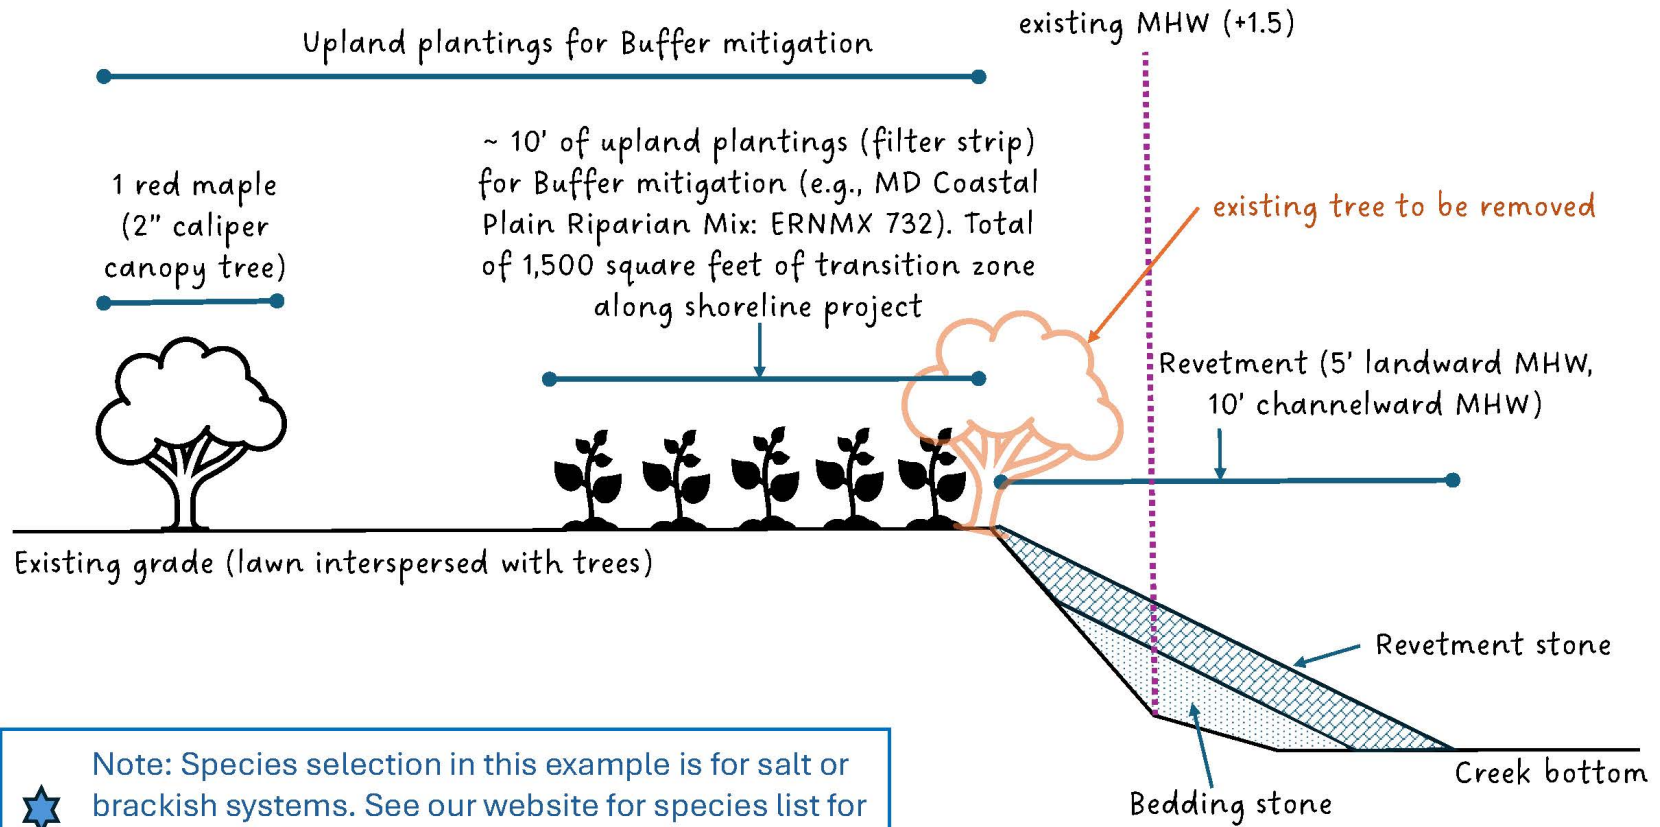 existing MHW (+1.5)
Upland plantings for Buffer mitigation
~ 10' of upland plantings (filter strip)
for Buffer mitigation (e.g., MD Coastal
Plain Riparian Mix: ERNMX 732). Total
of 1,500 square feet of transition zone
along shoreline project
1 red maple
(2" caliper
canopy tree)
existing tree to be removed
Revetment (5' landward MHW,
10' channelward MHW)
Existing grade (lawn interspersed with trees)
Revetment stone
Creek bottom
Bedding stone
Note: Species selection in this example is for salt or
brackish systems. See our website for species list for